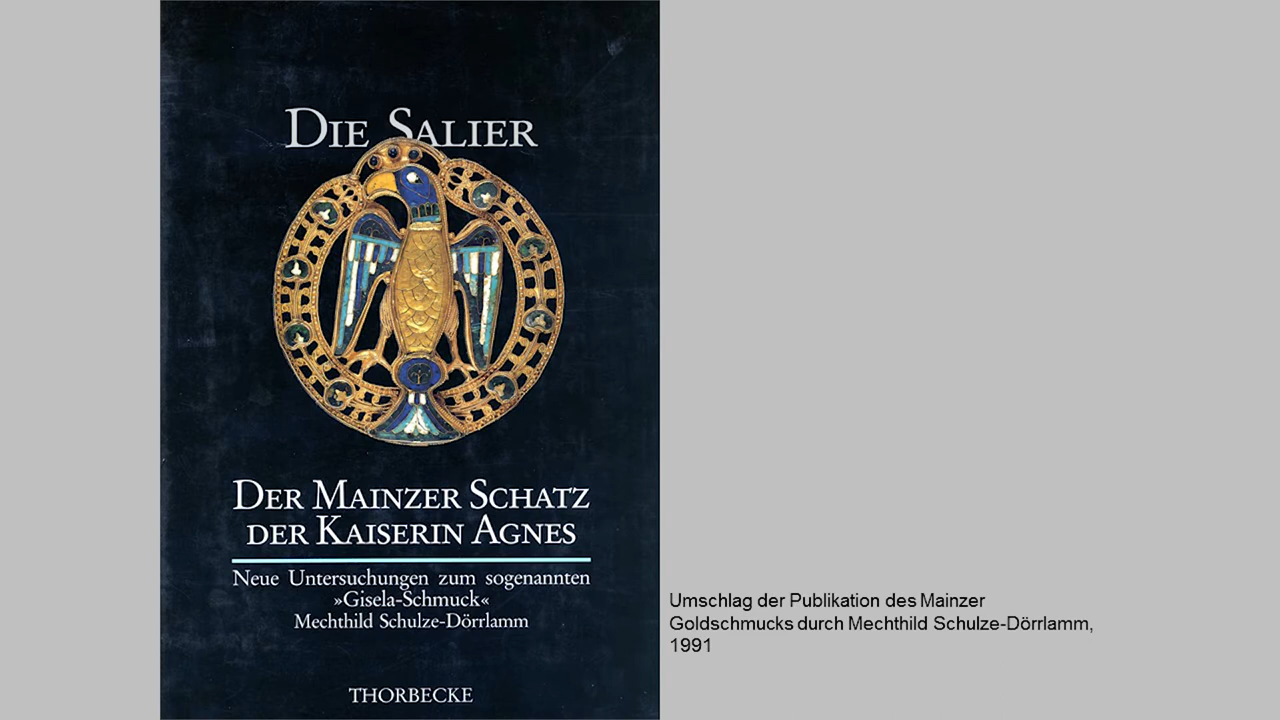 DIE SALIER
DER MAINZER SCHATZ
DER KAISERIN AGNES
Neue Untersuchungen zum sogenannten
»Gisela-Schmuck«
Mechthild Schulze-Dörrlamm
THORBECKE
Umschlag der Publikation des Mainzer
Goldschmucks durch Mechthild Schulze-Dörrlamm,
1991